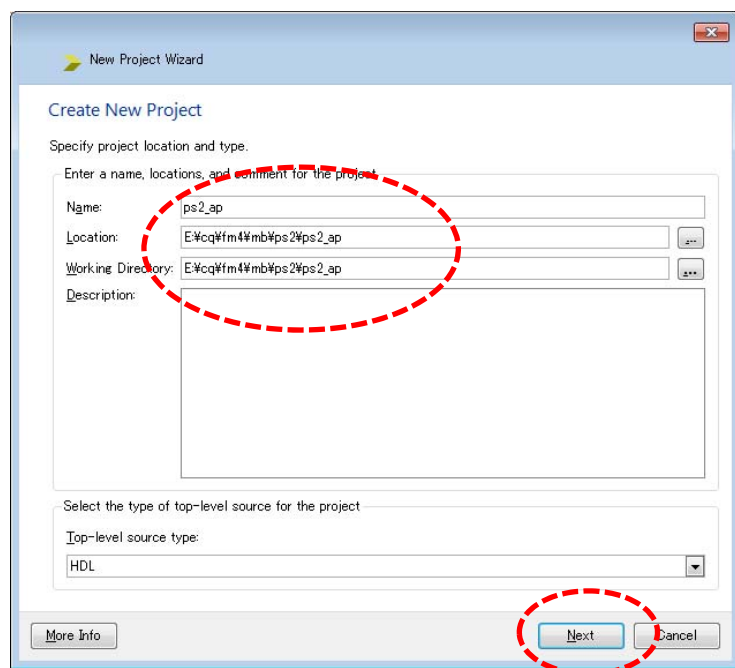 New Project Wizard
Create New Project
Specify project location and type.
Enter a name, locations, and comment for the project
Name: ps2_ap
Location: E:¥cq¥fm4¥mb¥ps2¥ps2_ap ...
Working Directory: E:¥cq¥fm4¥mb¥ps2¥ps2_ap ...
Description:
Select the type of top-level source for the project
Top-level source type:
HDL
More Info Next Cancel